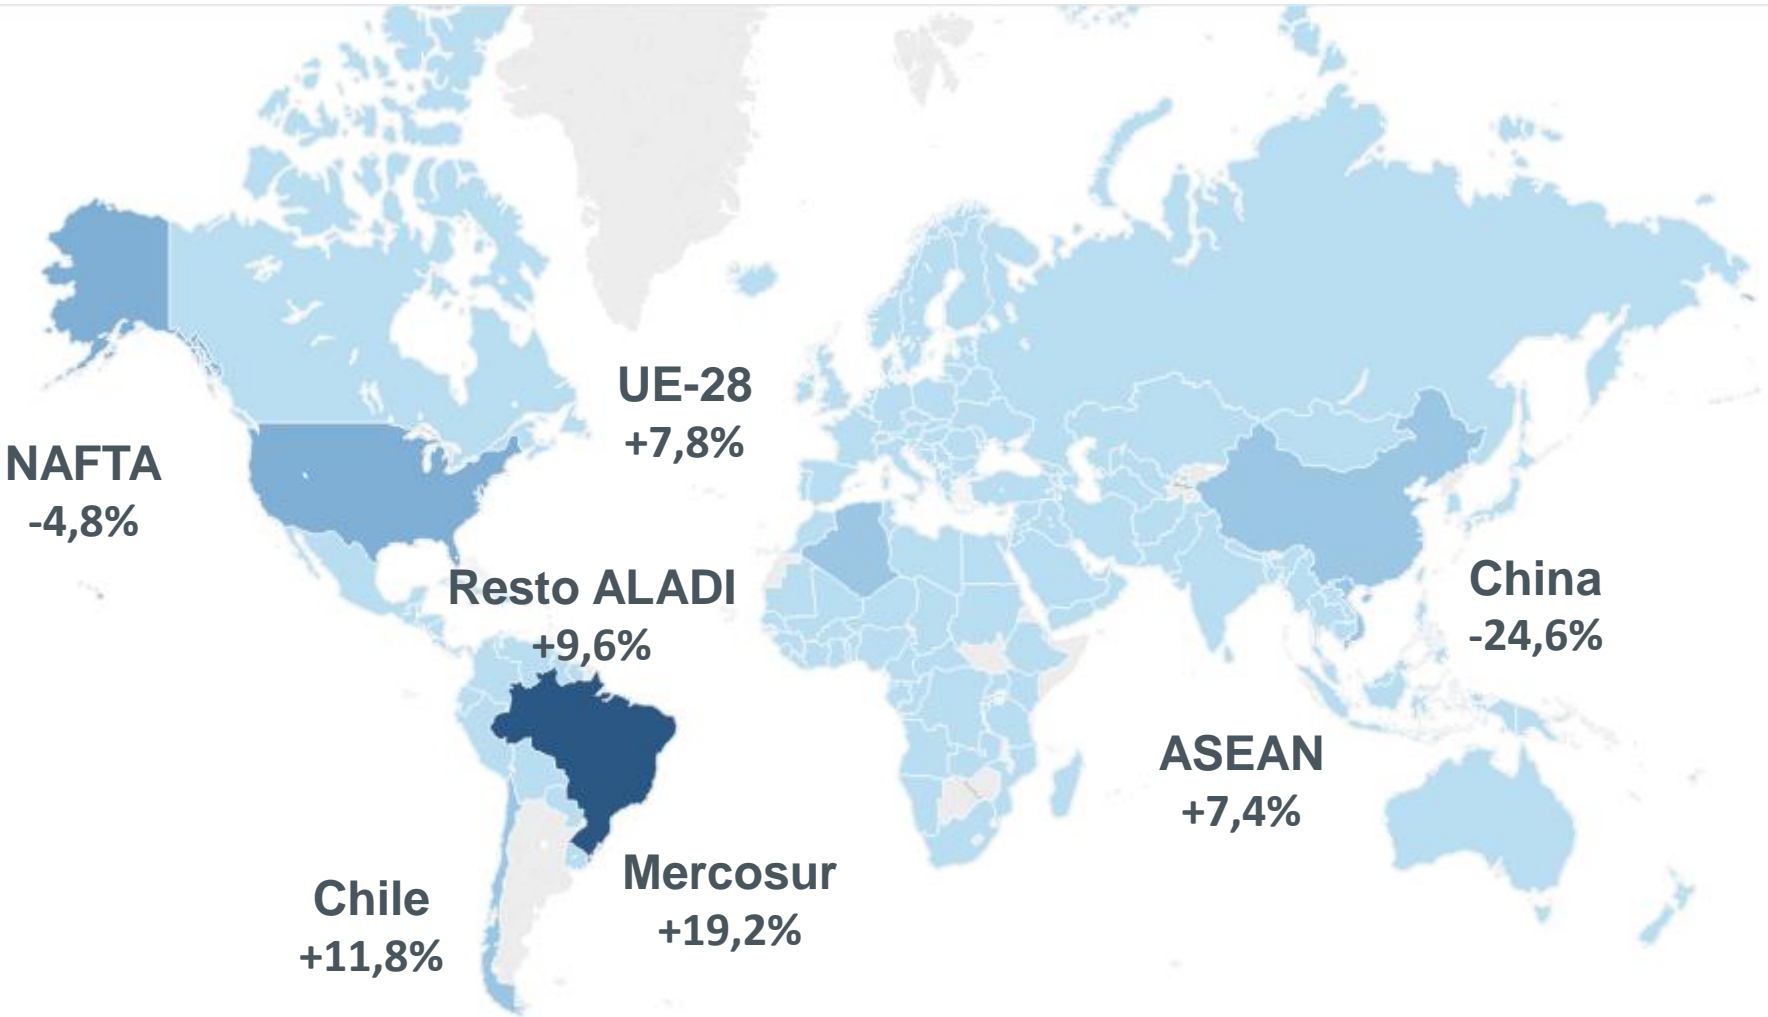 UE-28
+7,8%
NAFTA
-4,8%
Resto ALADI
+9,6%
China
-24,6%
ASEAN
+7,4%
Mercosur
+19,2%
Chile
+11,8%